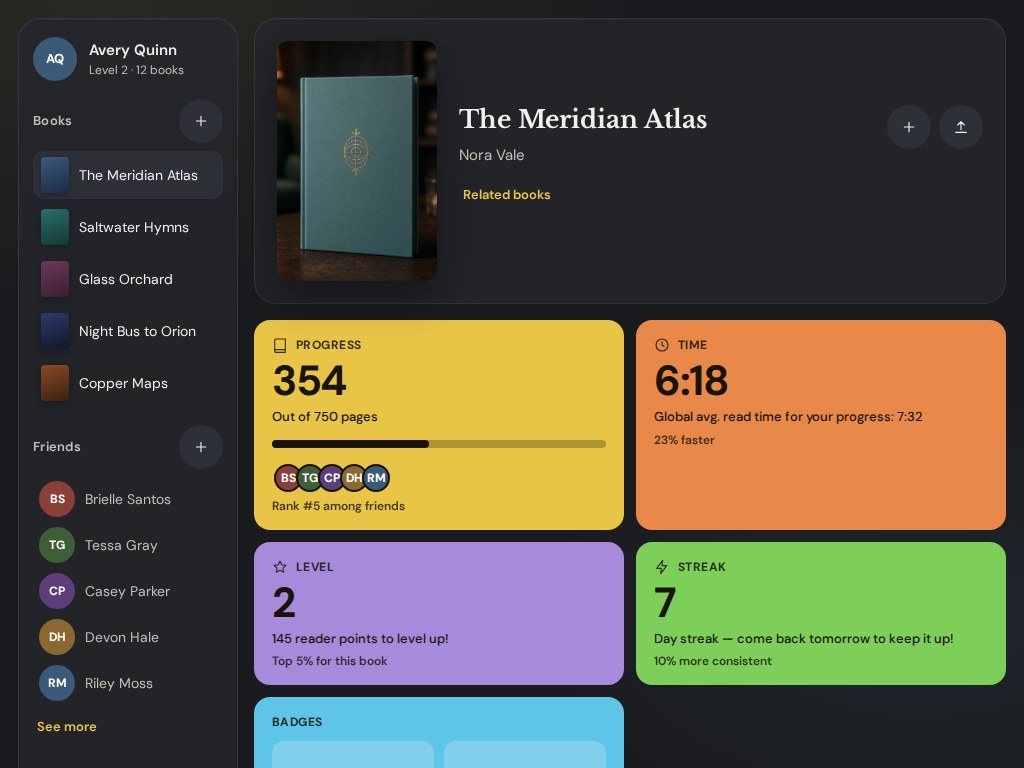 AQ
Avery Quinn
Level 2 · 12 books
Books
The Meridian Atlas
Saltwater Hymns
Glass Orchard
Night Bus to Orion
Copper Maps
Friends
BS Brielle Santos
TG Tessa Gray
CP Casey Parker
DH Devon Hale
RM Riley Moss
See more
The Meridian Atlas
Nora Vale
Related books
PROGRESS
354
Out of 750 pages
BS TG CP DH RM
Rank #5 among friends
TIME
6:18
Global avg. read time for your progress: 7:32
23% faster
LEVEL
2
145 reader points to level up!
Top 5% for this book
STREAK
7
Day streak — come back tomorrow to keep it up!
10% more consistent
BADGES